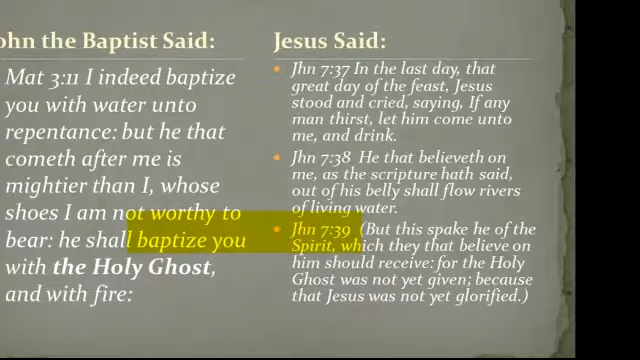 ohn the Baptist Said:
Mat 3:11 I indeed baptize
you with water unto
repentance: but he that
cometh after me is
mightier than I, whose
shoes I am not worthy to
bear: he shall baptize you
with the Holy Ghost,
and with fire:
Jesus Said:
Jhn 7:37 In the last day, that
great day of the feast, Jesus
stood and cried, saying, If any
man thirst, let him come unto
me, and drink.
Jhn 7:38 He that believeth on
me, as the scripture hath said,
out of his belly shall flow rivers
of living water.
Jhn 7:39 (But this spake he of the
Spirit, which they that believe on
him should receive: for the Holy
Ghost was not yet given; because
that Jesus was not yet glorified.)